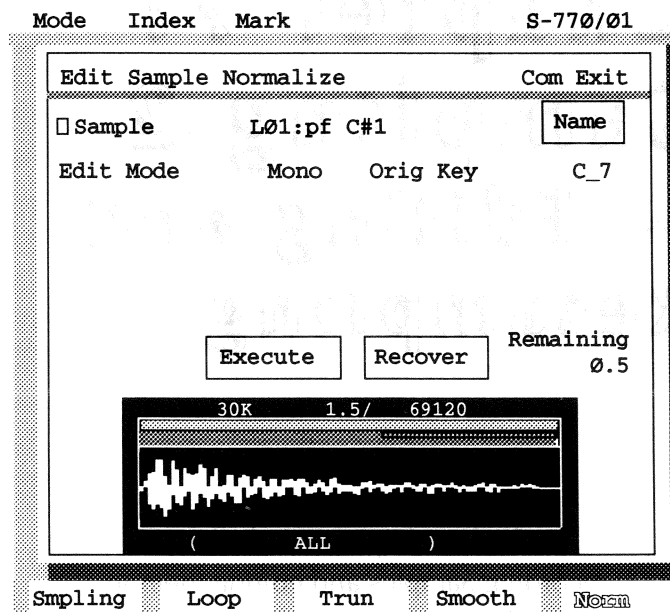 Mode Index Mark S-77Ø/Ø1
Edit Sample Normalize Com Exit
Sample LØ1:pf C#1 Name
Edit Mode Mono Orig Key C_7
Remaining
Execute Recover Ø.5
30K 1.5/ 69120
( ALL )
Smpling Loop Trun Smooth Norm